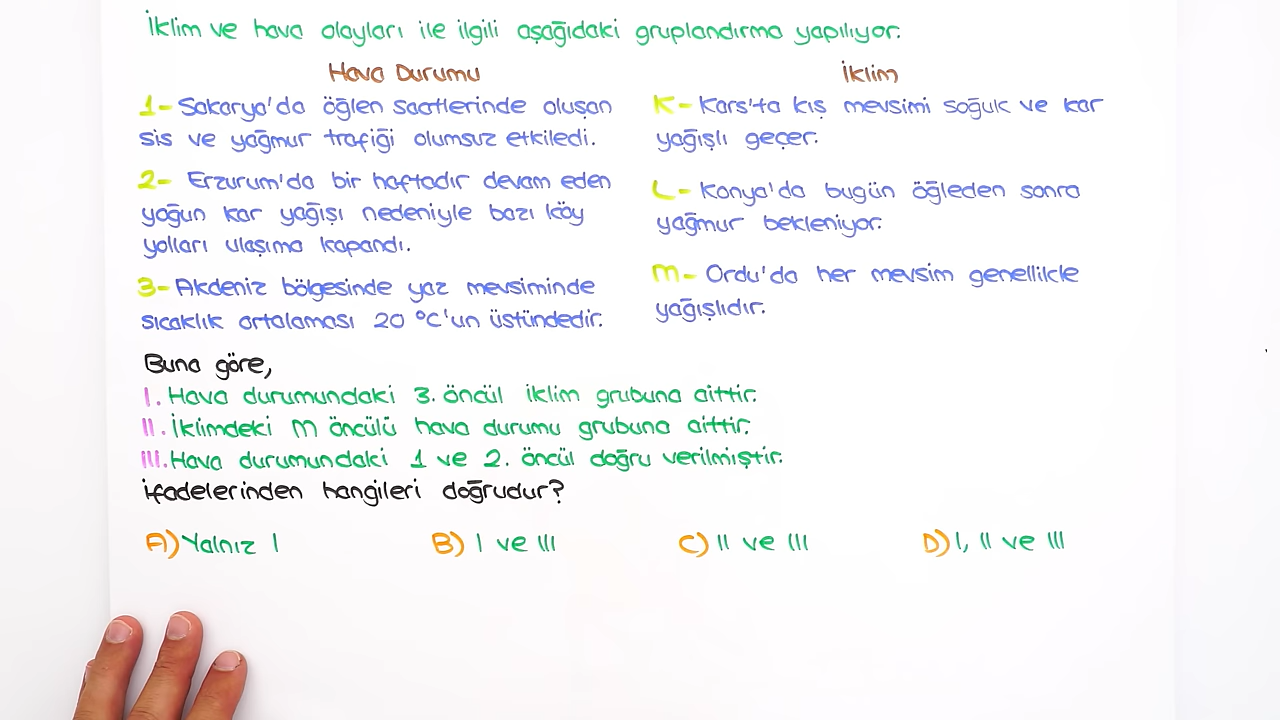 İklim ve hava olayları ile ilgili aşağıdaki gruplandırma yapılıyor.
Hava Durumu
1- Sakarya'da öğlen saatlerinde oluşan
sis ve yağmur trafiği olumsuz etkiledi.
2- Erzurum'da bir haftadır devam eden
yoğun kar yağışı nedeniyle bazı köy
yolları ulaşıma kapandı.
3- Akdeniz bölgesinde yaz mevsiminde
sıcaklık ortalaması 20 °C'un üstündedir.
İklim
K- Kars'ta kış mevsimi soğuk ve kar
yağışlı geçer.
L- Konya'da bugün öğleden sonra
yağmur bekleniyor.
M- Ordu'da her mevsim genellikle
yağışlıdır.
Buna göre,
I. Hava durumundaki 3. öncül iklim grubuna aittir.
II. İklimdeki M öncülü hava durumu grubuna aittir.
III. Hava durumundaki 1 ve 2. öncül doğru verilmiştir.
ifadelerinden hangileri doğrudur?
A) Yalnız I B) I ve III C) II ve III D) I, II ve III